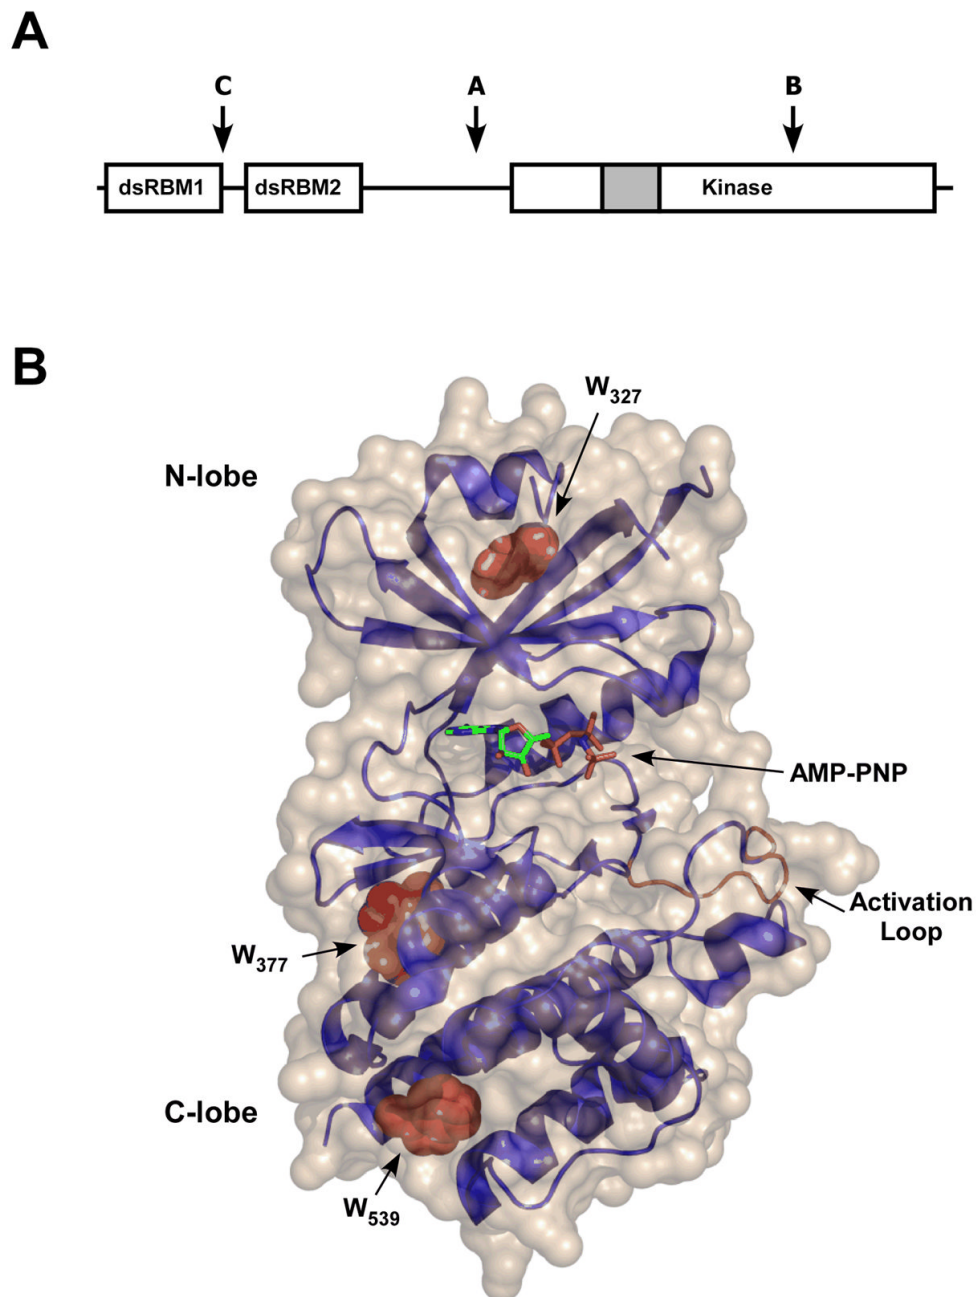 A
C A B
dsRBM1 dsRBM2 Kinase
B
W327
N-lobe
AMP-PNP
Activation
Loop
W377
C-lobe
W539